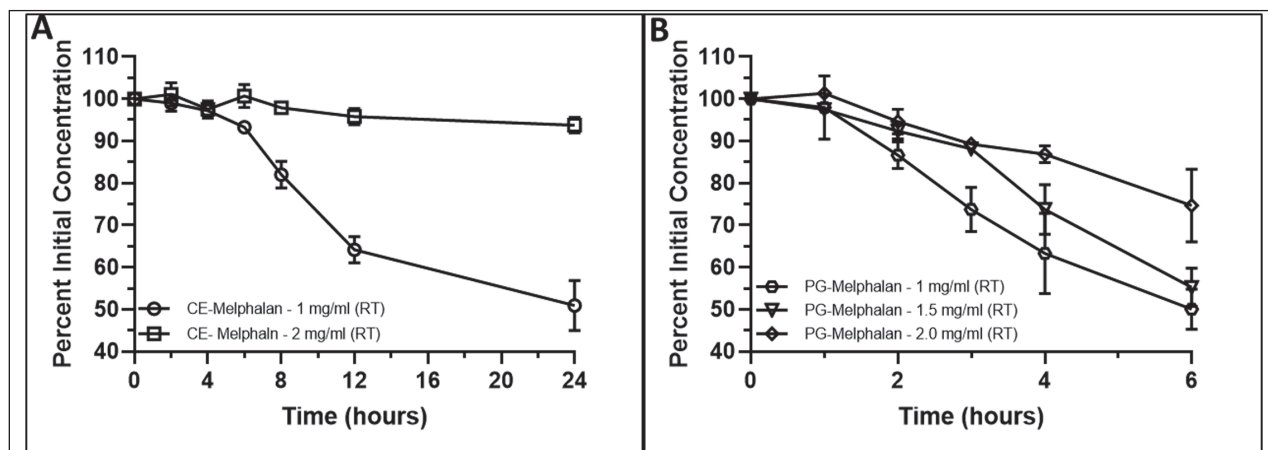 A
Percent Initial Concentration
110
100
90
80
70
60
50
40
CE-Melphalan - 1 mg/ml (RT)
CE- Melphaln - 2 mg/ml (RT)
0 4 8 12 16 20 24
Time (hours)
B
Percent Initial Concentration
110
100
90
80
70
60
50
40
PG-Melphalan - 1 mg/ml (RT)
PG-Melphalan - 1.5 mg/ml (RT)
PG-Melphalan - 2.0 mg/ml (RT)
0 2 4 6
Time (hours)